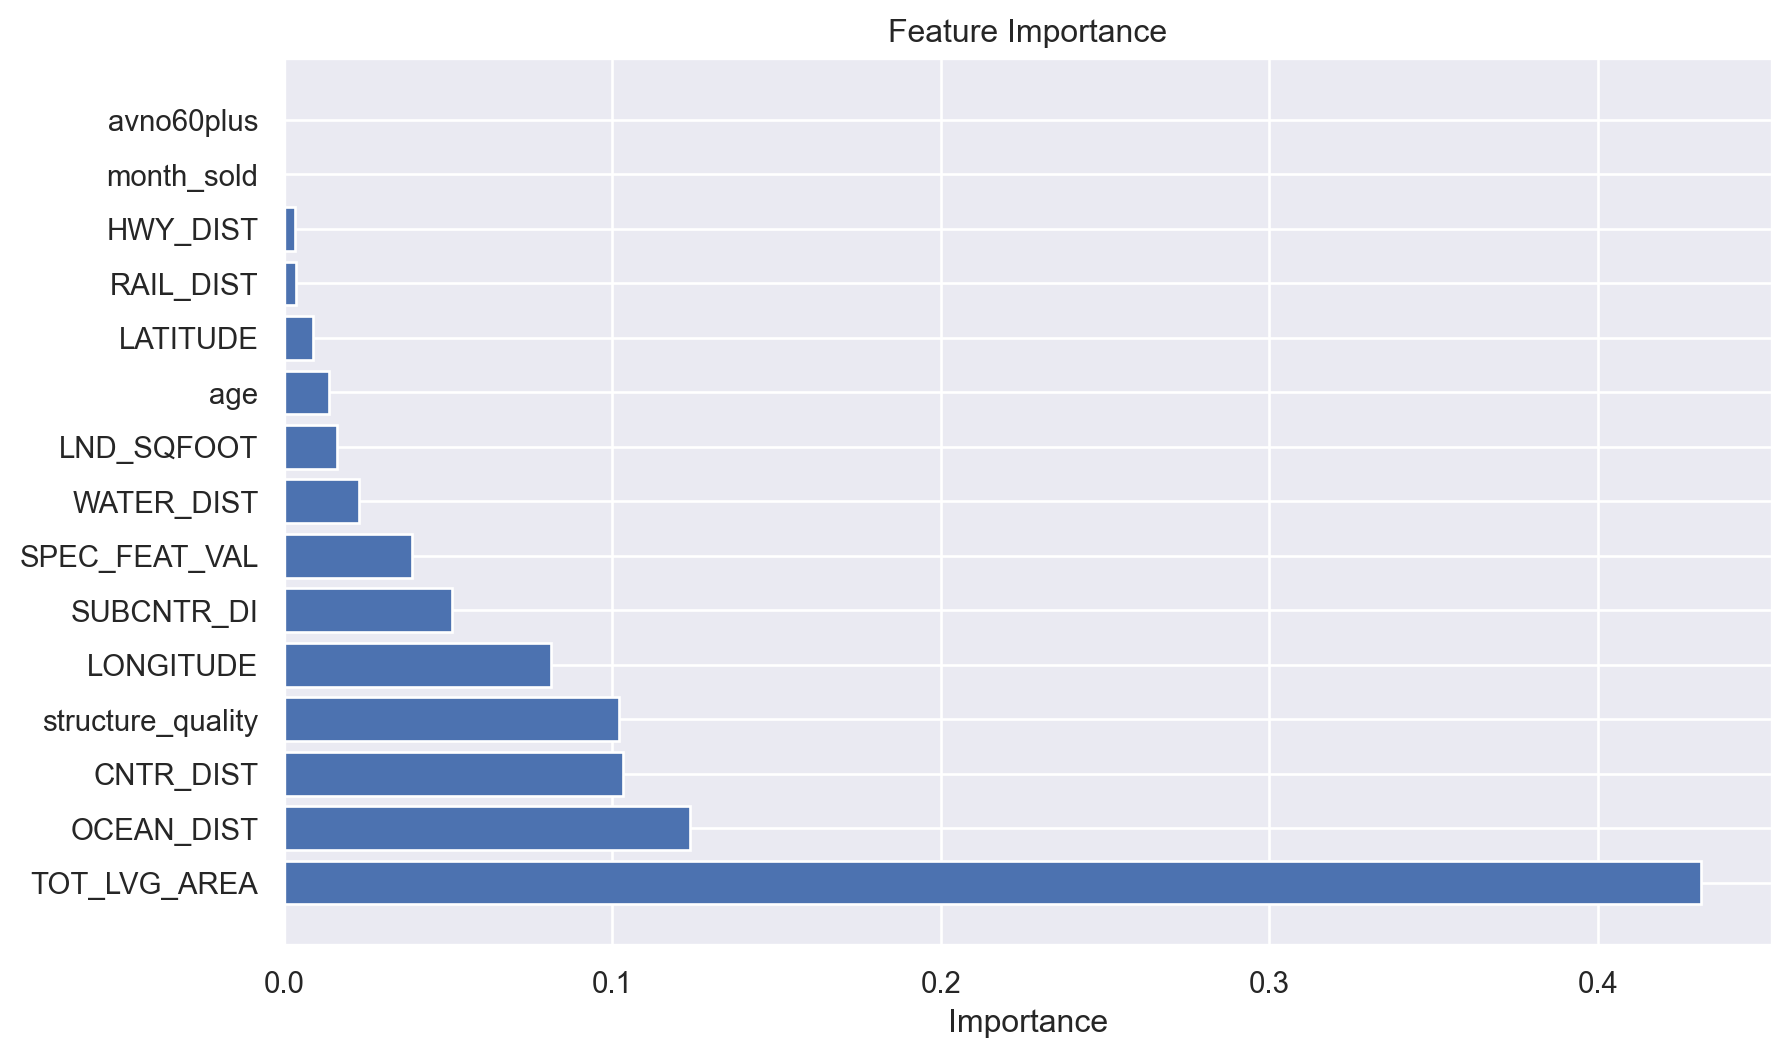 Feature Importance
avno60plus
month_sold
HWY_DIST
RAIL_DIST
LATITUDE
age
LND_SQFOOT
WATER_DIST
SPEC_FEAT_VAL
SUBCNTR_DI
LONGITUDE
structure_quality
CNTR_DIST
OCEAN_DIST
TOT_LVG_AREA
0.0 0.1 0.2 0.3 0.4
Importance